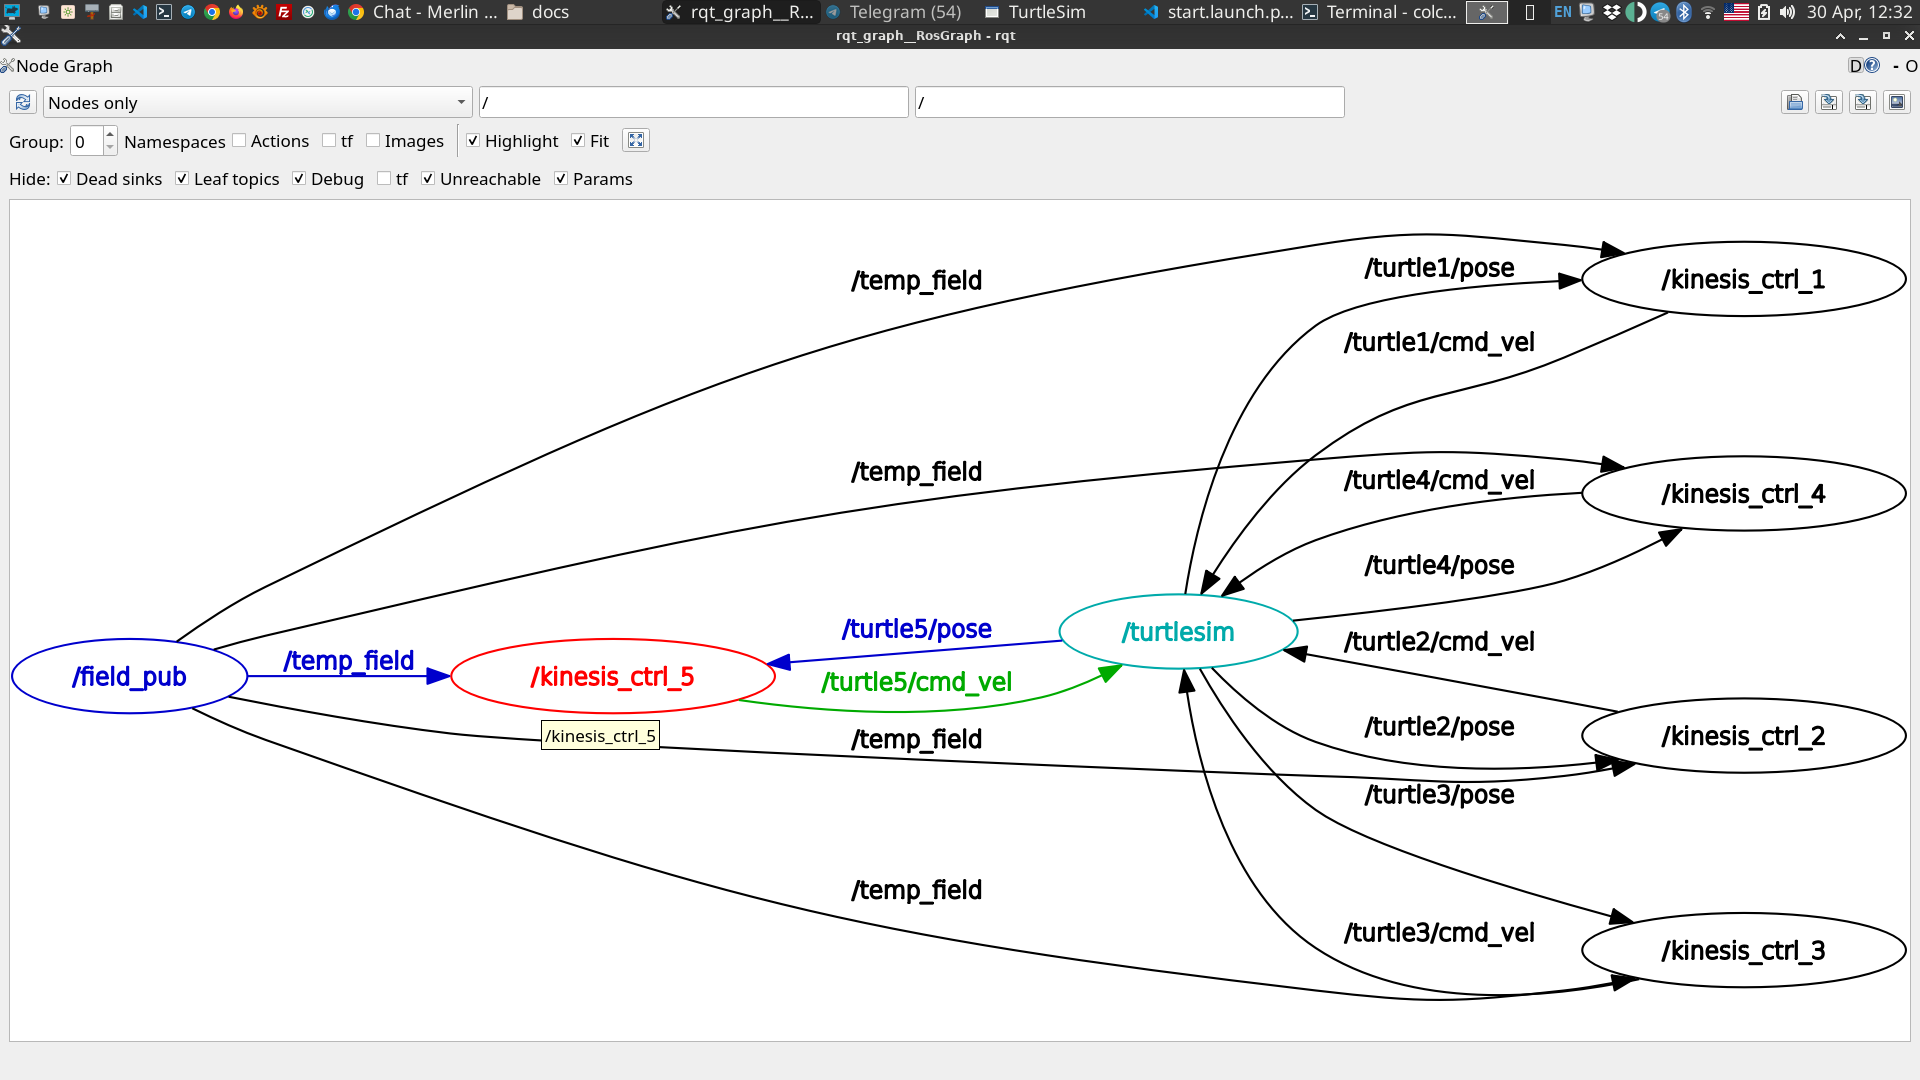 Chat - Merlin ...
docs
rqt_graph__R...
Telegram (54)
TurtleSim
start.launch.p...
Terminal - colc...
EN
54
30 Apr, 12:32
rqt_graph__RosGraph - rqt
Node Graph
D
- O
Nodes only
/
/
Group: 0 Namespaces Actions tf Images Highlight Fit
Hide: Dead sinks Leaf topics Debug tf Unreachable Params
/temp_field
/turtle1/pose
/kinesis_ctrl_1
/turtle1/cmd_vel
/temp_field
/turtle4/cmd_vel
/kinesis_ctrl_4
/turtle4/pose
/turtle5/pose
/turtlesim
/turtle2/cmd_vel
/field_pub
/temp_field
/kinesis_ctrl_5
/turtle5/cmd_vel
/kinesis_ctrl_5
/temp_field
/turtle2/pose
/kinesis_ctrl_2
/turtle3/pose
/temp_field
/turtle3/cmd_vel
/kinesis_ctrl_3